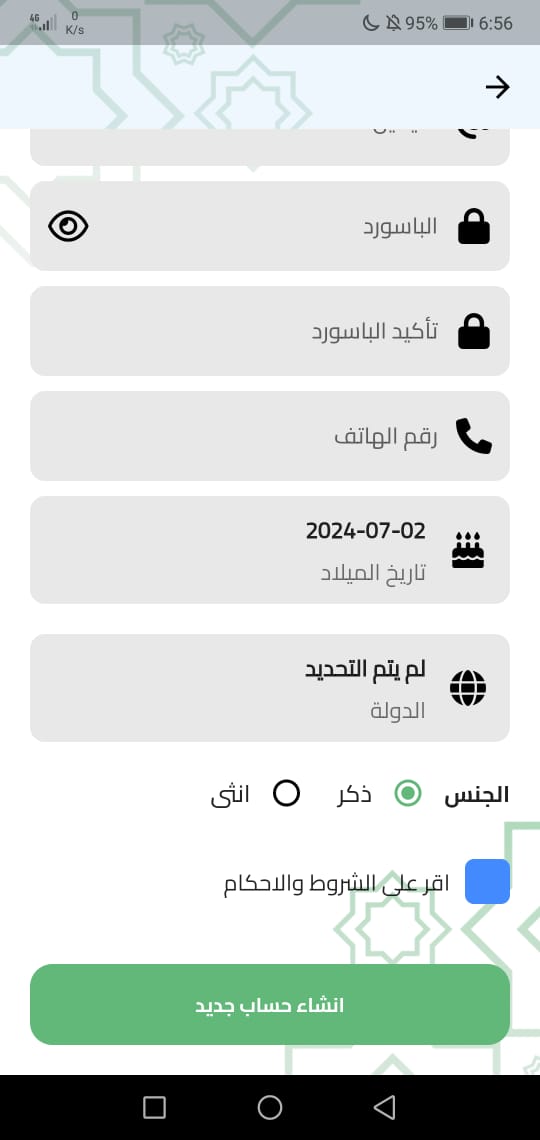 4G 0 K/s 95% 6:56
الباسورد
تأكيد الباسورد
رقم الهاتف
2024-07-02
تاريخ الميلاد
لم يتم التحديد
الدولة
الجنس ذكر انثى
اقر على الشروط والاحكام
انشاء حساب جديد